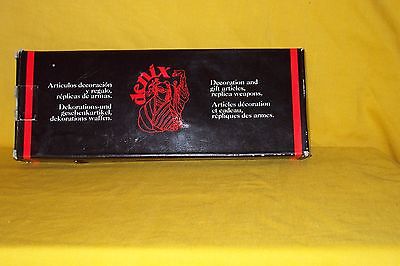 denix
Artículos decoración
y regalo,
réplicas de armas.
Dekorations-und
geschenkartikel,
dekorations waffen.
Decoration and
gift articles,
replica weapons.
Articles décoration
et cadeau,
répliques des armes.